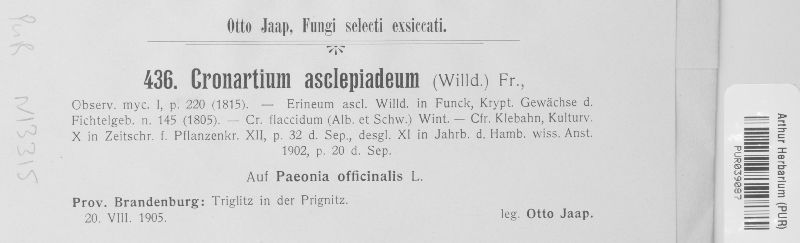 PUR N13315
Otto Jaap, Fungi selecti exsiccati.
436. Cronartium asclepiadeum (Willd.) Fr.,
Observ. myc. I, p. 220 (1815). — Erineum ascl. Willd. in Funck, Krypt. Gewächse d.
Fichtelgeb. n. 145 (1805). — Cr. flaccidum (Alb. et Schw.) Wint. — Cfr. Klebahn, Kulturv.
X in Zeitschr. f. Pflanzenkr. XII, p. 32 d. Sep., desgl. XI in Jahrb. d. Hamb. wiss. Anst.
1902, p. 20 d. Sep.
Auf Paeonia officinalis L.
Prov. Brandenburg: Triglitz in der Prignitz.
20. VIII. 1905.
leg. Otto Jaap.
Arthur Herbarium (PUR)
PUR039087